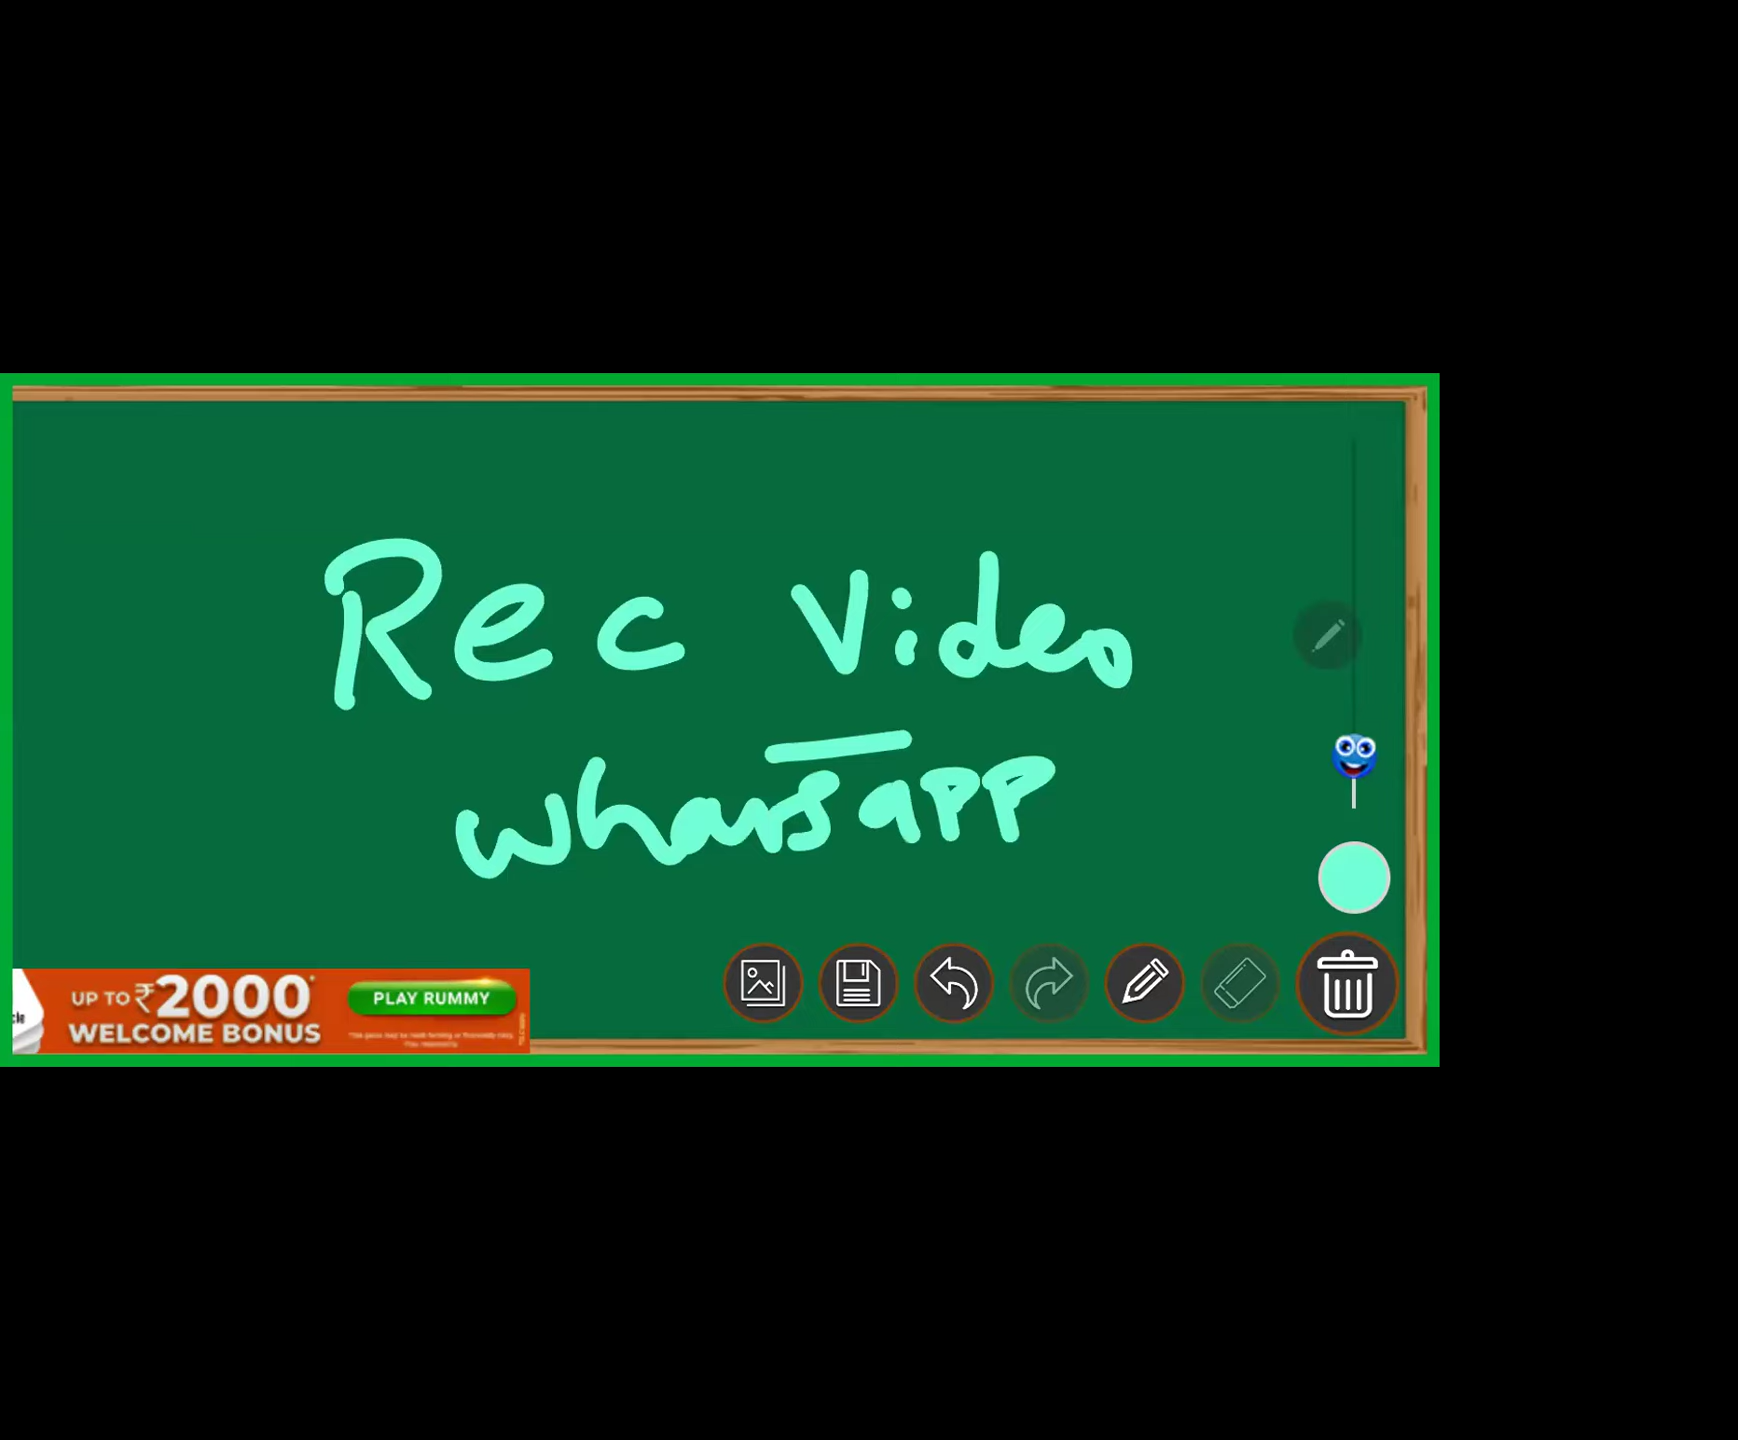 Rec Video
whatsapp
UP TO ₹2000*
WELCOME BONUS
PLAY RUMMY